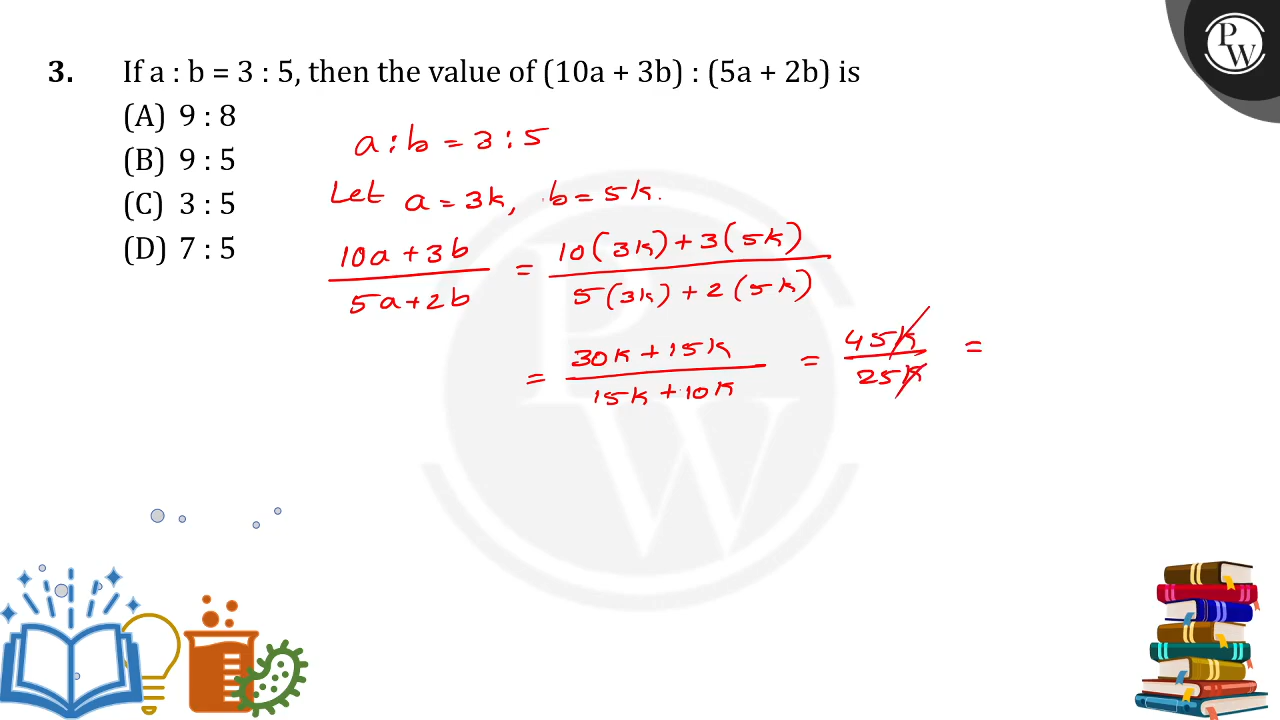 P
W
3. If a : b = 3 : 5, then the value of (10a + 3b) : (5a + 2b) is
(A) 9 : 8
(B) 9 : 5
(C) 3 : 5
(D) 7 : 5
a : b = 3 : 5
Let a = 3k, b = 5k.
10a + 3b / 5a + 2b = 10(3k) + 3(5k) / 5(3k) + 2(5k)
= 30k + 15k / 15k + 10k = 45k / 25k =
P
W